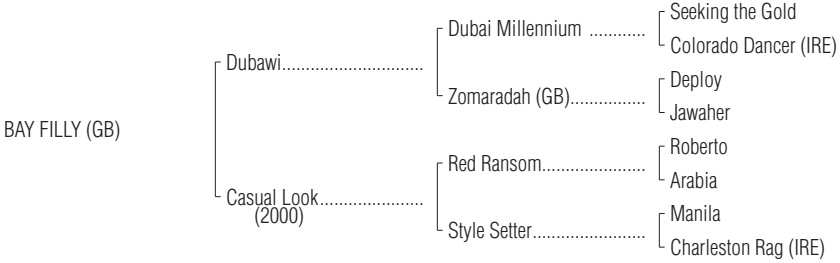 Seeking the Gold
Dubai Millennium ............
Colorado Dancer (IRE)
Dubawi.............................
Deploy
Zomaradah (GB)................
Jawaher
BAY FILLY (GB)
Roberto
Red Ransom......................
Arabia
Casual Look......................
(2000)
Manila
Style Setter........................
Charleston Rag (IRE)